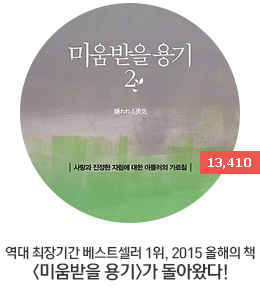 미움받을 용기
2
嫌われる勇気
| 사랑과 진정한 자립에 대한 아들러의 가르침 |
13,410
역대 최장기간 베스트셀러 1위, 2015 올해의 책
<미움받을 용기>가 돌아왔다!